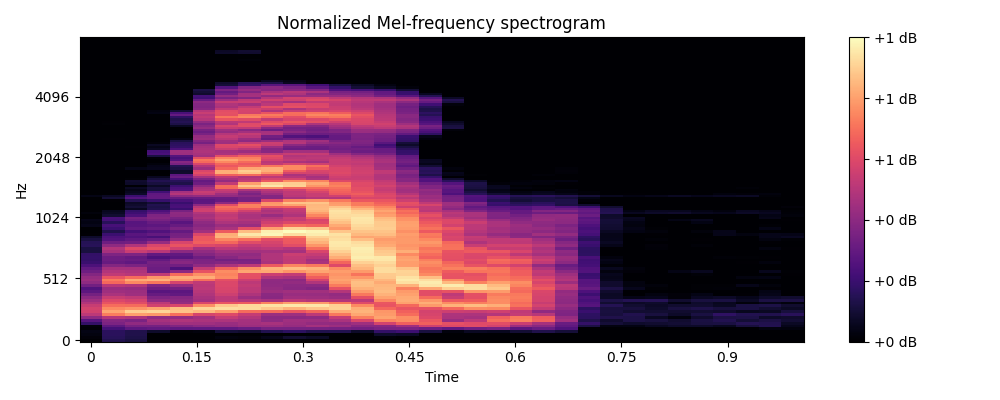 Normalized Mel-frequency spectrogram
Hz
4096
2048
1024
512
0
0 0.15 0.3 0.45 0.6 0.75 0.9
Time
+1 dB
+1 dB
+1 dB
+0 dB
+0 dB
+0 dB